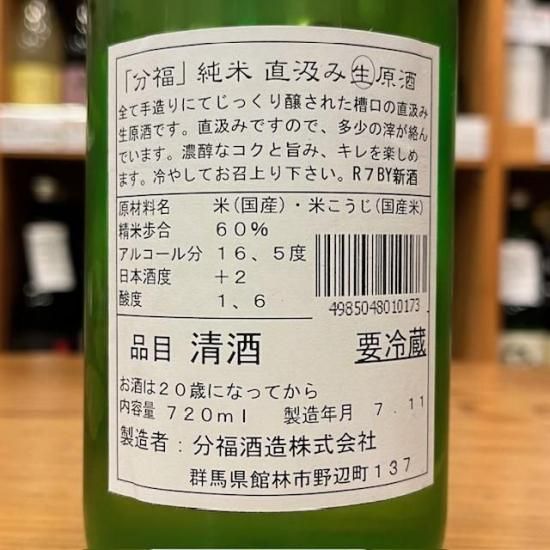 「分福」純米 直汲み㊤原酒
全て手造りにてじっくり醸された槽口の直汲み
生原酒です。直汲みですので、多少の滓が絡ん
でいます。濃醇なコクと旨み、キレを楽しめ
ます。冷やしてお召上り下さい。R7BY新酒
原材料名 米(国産)・米こうじ(国産米)
精米歩合 60%
アルコール分 16、5度
日本酒度 +2
酸度 1、6
4985048010173
品目 清酒 要冷蔵
お酒は20歳になってから
内容量 720ml 製造年月 7.11
製造者:分福酒造株式会社
群馬県館林市野辺町137